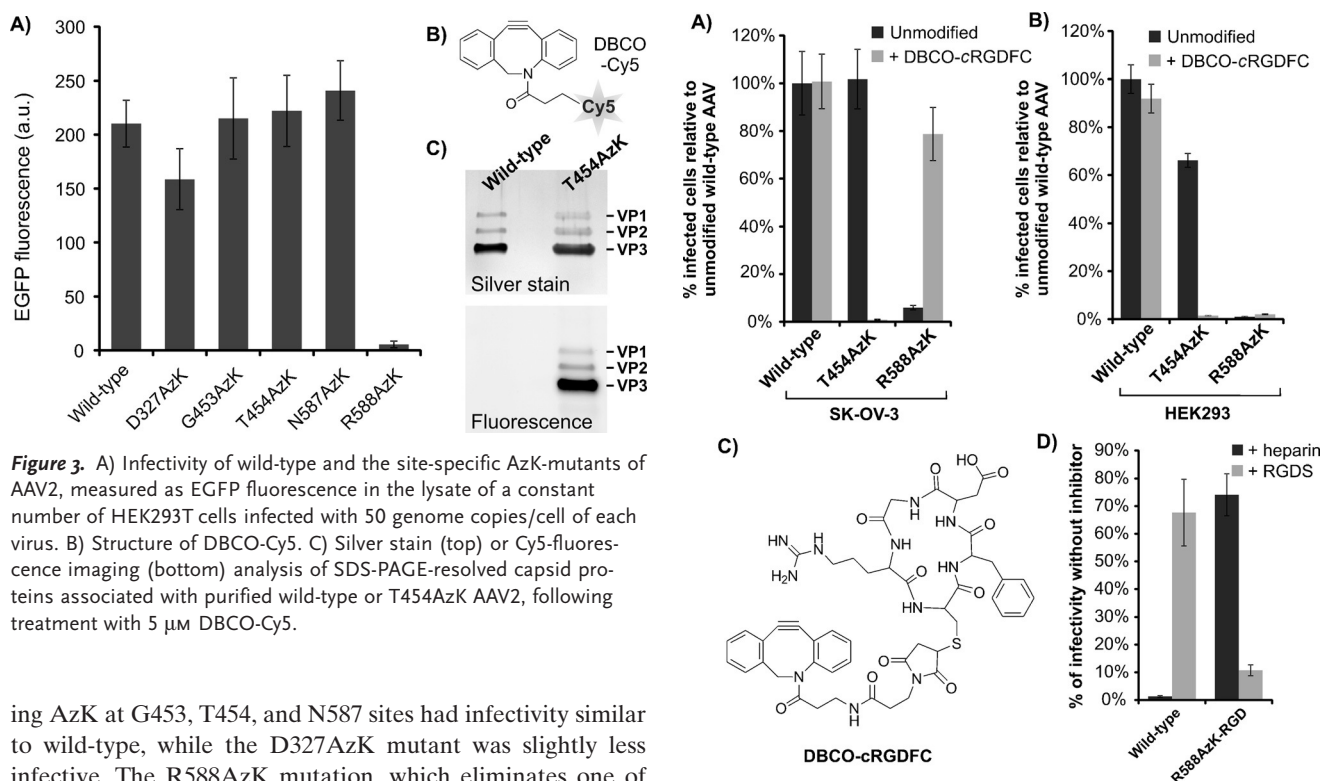 A)
300
250
200
150
100
50
0
EGFP fluorescence (a.u.)
Wild-type
D327AzK
G453AzK
T454AzK
N587AzK
R588AzK
B)
DBCO
-Cy5
N
O
Cy5
C)
Wild-type
T454AzK
VP1
VP2
VP3
Silver stain
VP1
VP2
VP3
Fluorescence
Figure 3. A) Infectivity of wild-type and the site-specific AzK-mutants of
AAV2, measured as EGFP fluorescence in the lysate of a constant
number of HEK293T cells infected with 50 genome copies/cell of each
virus. B) Structure of DBCO-Cy5. C) Silver stain (top) or Cy5-fluores-
cence imaging (bottom) analysis of SDS-PAGE-resolved capsid pro-
teins associated with purified wild-type or T454AzK AAV2, following
treatment with 5 μM DBCO-Cy5.
ing AzK at G453, T454, and N587 sites had infectivity similar
to wild-type, while the D327AzK mutant was slightly less
infective. The R588AzK mutation, which eliminates one of
A)
Unmodified
+ DBCO-cRGDFC
120%
100%
80%
60%
40%
20%
0%
% infected cells relative to
unmodified wild-type AAV
Wild-type
T454AzK
R588AzK
SK-OV-3
B)
Unmodified
+ DBCO-cRGDFC
120%
100%
80%
60%
40%
20%
0%
% infected cells relative to
unmodified wild-type AAV
Wild-type
T454AzK
R588AzK
HEK293
C)
HO
O
O
NH
NH
O
O
HN
H
N
NH
HN
H2N
O
O
NH
HN
S
O
N
O
N
O
N
H
O
DBCO-cRGDFC
D)
+ heparin
+ RGDS
90%
80%
70%
60%
50%
40%
30%
20%
10%
0%
% of infectivity without inhibitor
Wild-type
R588AzK-RGD